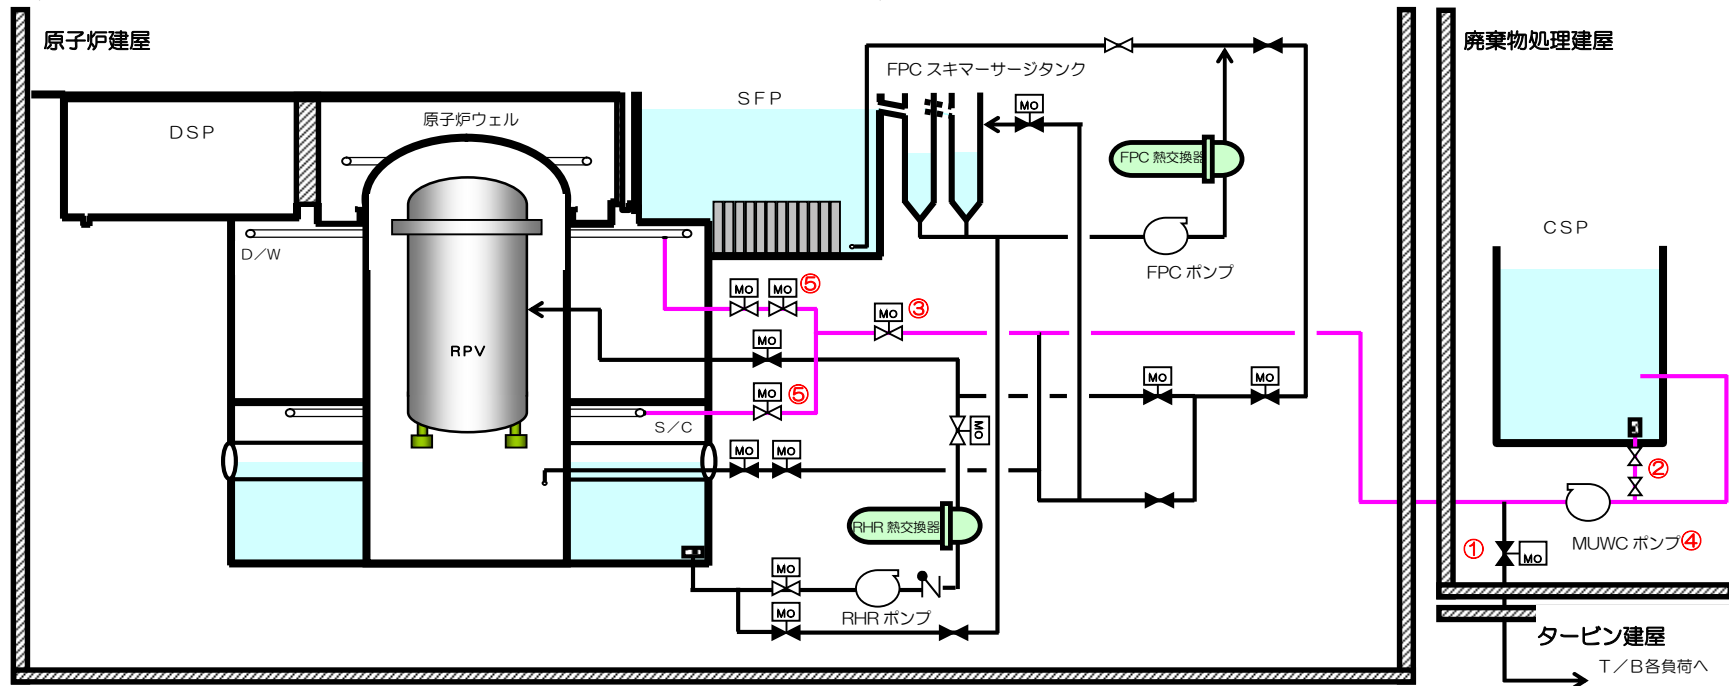 原子炉建屋
廃棄物処理建屋
FPC スキマーサージタンク
SFP
MO
原子炉ウェル
DSP
FPC 熱交換器
CSP
D/W
FPC ポンプ
MO
MO
⑤
MO
③
RPV
MO
MO
MO
MO
⑤
S/C
MO
MO
MO
②
RHR 熱交換器
MUWC ポンプ④
①
MO
MO
MO
RHR ポンプ
タービン建屋
T/B各負荷へ